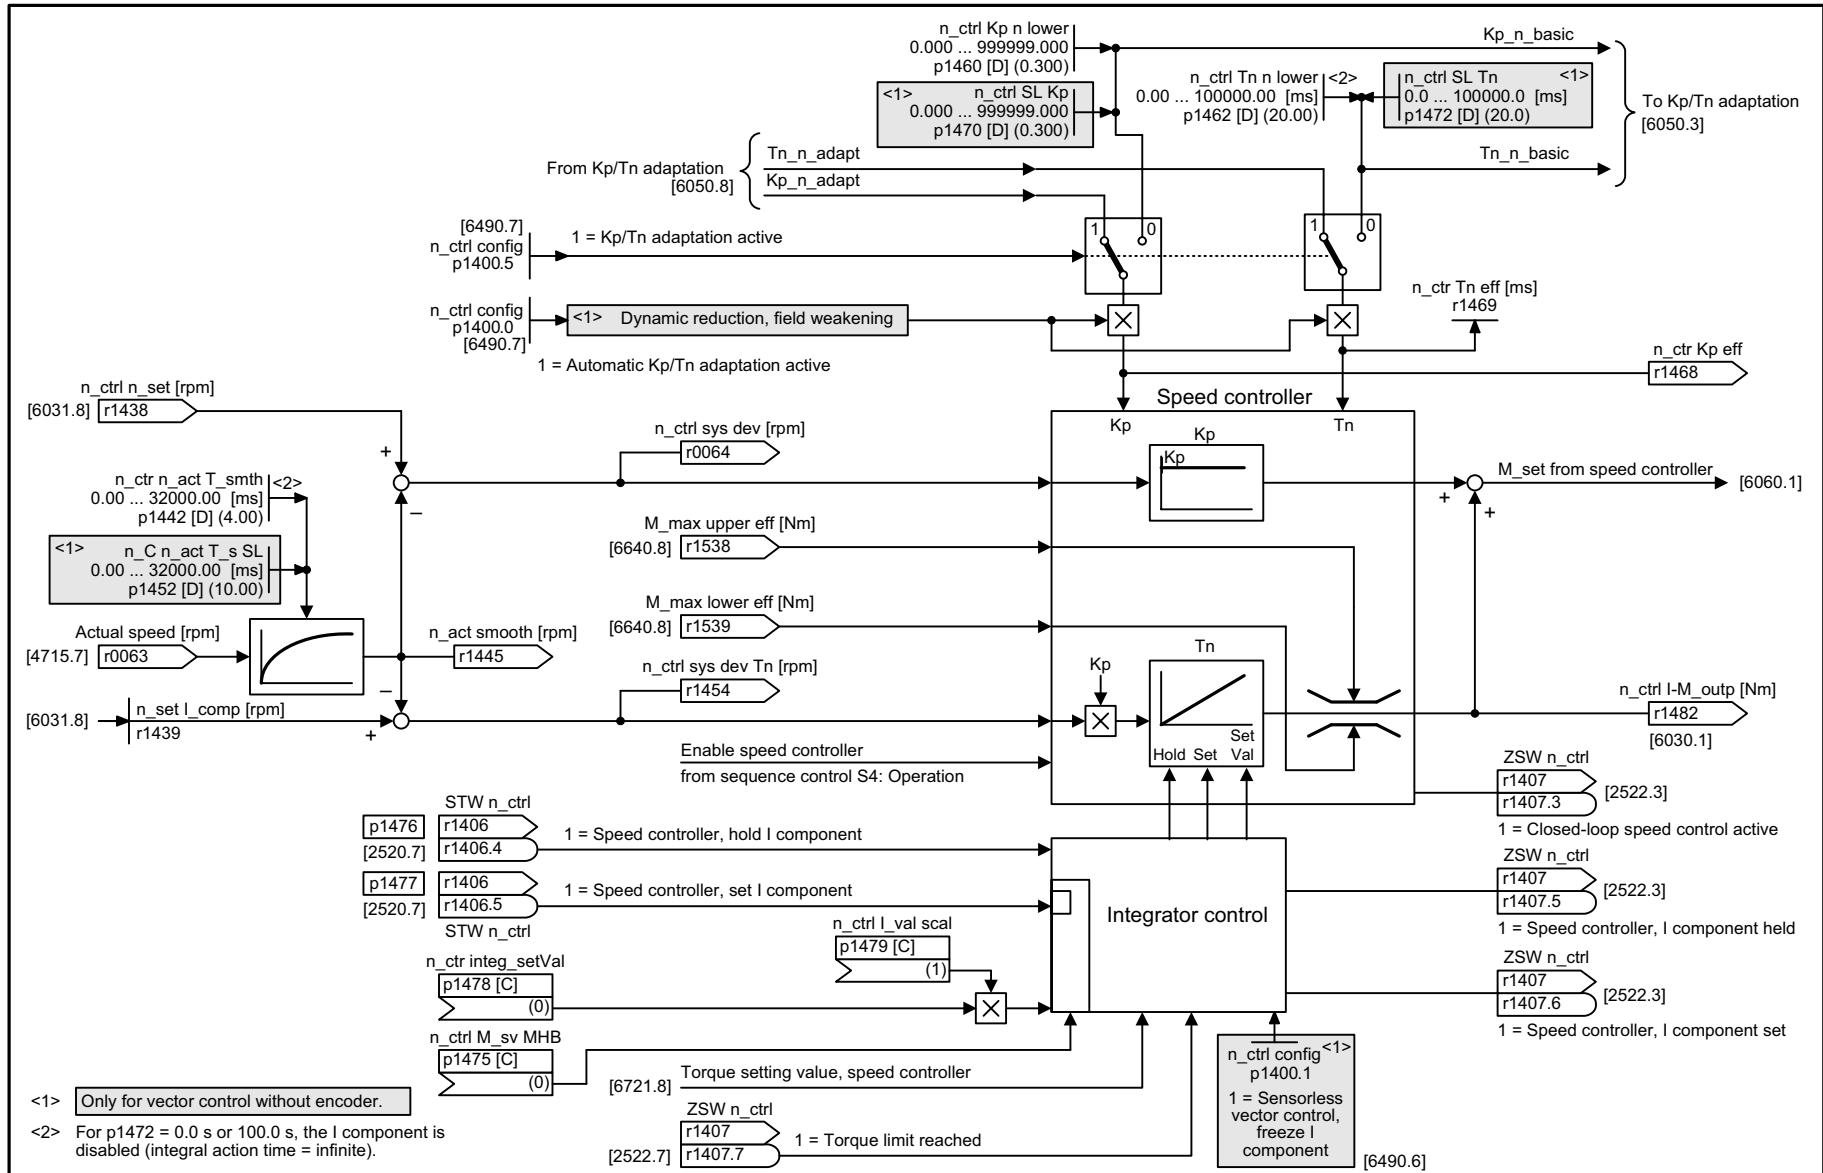 n_ctrl Kp n lower
0.000 ... 999999.000
p1460 [D] (0.300)
<1> n_ctrl SL Kp
0.000 ... 999999.000
p1470 [D] (0.300)
n_ctrl Tn n lower <2>
0.00 ... 100000.00 [ms]
p1462 [D] (20.00)
n_ctrl SL Tn <1>
0.0 ... 100000.0 [ms]
p1472 [D] (20.0)
Kp_n_basic
Tn_n_basic
To Kp/Tn adaptation
[6050.3]
From Kp/Tn adaptation
[6050.8]
Tn_n_adapt
Kp_n_adapt
[6490.7]
n_ctrl config
p1400.5
1 = Kp/Tn adaptation active
1 0
1 0
n_ctrl config
p1400.0
[6490.7]
<1> Dynamic reduction, field weakening
1 = Automatic Kp/Tn adaptation active
n_ctr Tn eff [ms]
r1469
n_ctr Kp eff
r1468
n_ctrl n_set [rpm]
[6031.8] r1438
+
–
n_ctrl sys dev [rpm]
r0064
Speed controller
Kp
Tn
Kp
Kp
M_set from speed controller
[6060.1]
+
+
n_ctr n_act T_smth <2>
0.00 ... 32000.00 [ms]
p1442 [D] (4.00)
<1> n_C n_act T_s SL
0.00 ... 32000.00 [ms]
p1452 [D] (10.00)
M_max upper eff [Nm]
[6640.8] r1538
M_max lower eff [Nm]
[6640.8] r1539
Actual speed [rpm]
[4715.7] r0063
n_act smooth [rpm]
r1445
n_ctrl sys dev Tn [rpm]
r1454
–
+
[6031.8] n_set I_comp [rpm]
r1439
Kp
Tn
Hold Set Set
Val
n_ctrl I-M_outp [Nm]
r1482
[6030.1]
Enable speed controller
from sequence control S4: Operation
ZSW n_ctrl
r1407
r1407.3
[2522.3]
1 = Closed-loop speed control active
STW n_ctrl
p1476 r1406
[2520.7] r1406.4
1 = Speed controller, hold I component
p1477 r1406
[2520.7] r1406.5
STW n_ctrl
1 = Speed controller, set I component
Integrator control
ZSW n_ctrl
r1407
r1407.5
[2522.3]
1 = Speed controller, I component held
n_ctrl I_val scal
p1479 [C]
(1)
n_ctr integ_setVal
p1478 [C]
(0)
ZSW n_ctrl
r1407
r1407.6
[2522.3]
1 = Speed controller, I component set
n_ctrl M_sv MHB
p1475 [C]
(0)
[6721.8] Torque setting value, speed controller
n_ctrl config <1>
p1400.1
1 = Sensorless
vector control,
freeze I
component
[6490.6]
ZSW n_ctrl
r1407
[2522.7] r1407.7
1 = Torque limit reached
<1> Only for vector control without encoder.
<2> For p1472 = 0.0 s or 100.0 s, the I component is
disabled (integral action time = infinite).